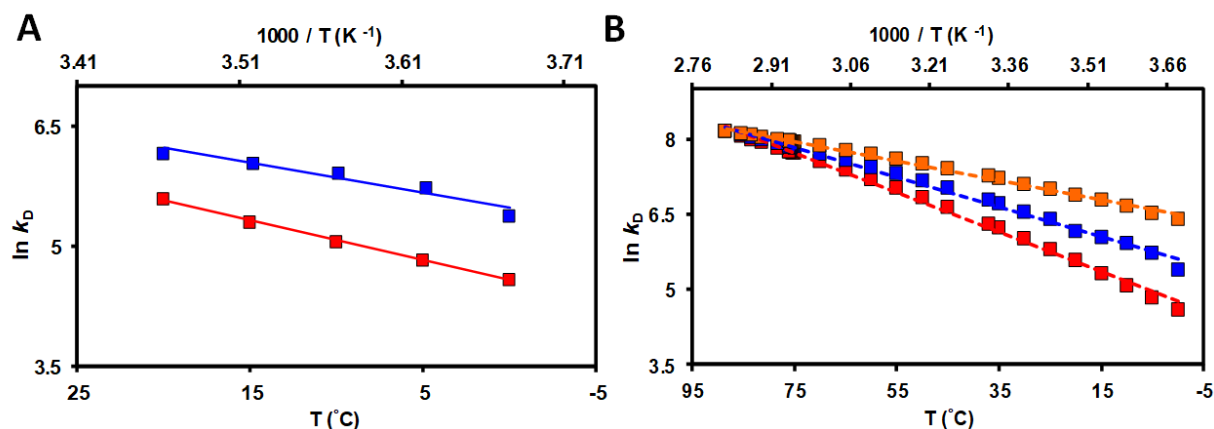 A
1000 / T (K -1)
3.41 3.51 3.61 3.71
6.5
5
3.5
ln kD
25 15 5 -5
T (°C)
B
1000 / T (K -1)
2.76 2.91 3.06 3.21 3.36 3.51 3.66
8
6.5
5
3.5
ln kD
95 75 55 35 15 -5
T (°C)